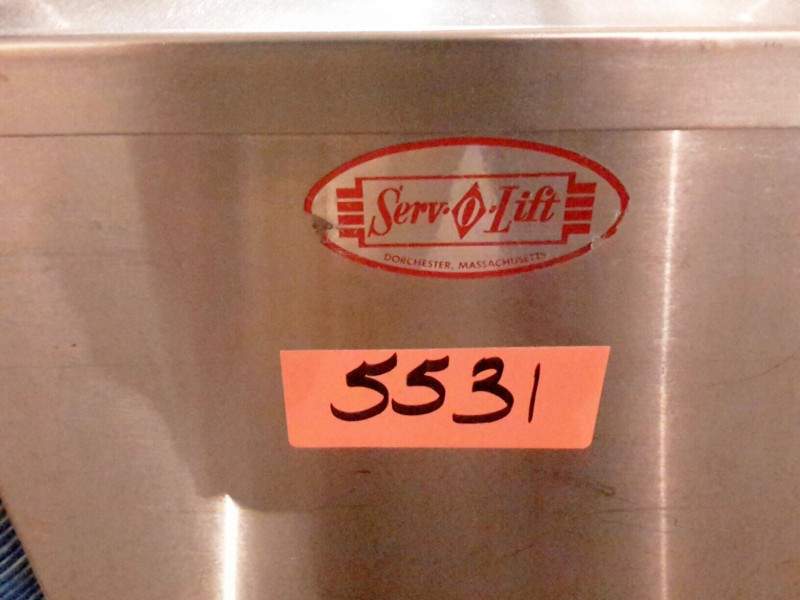 Serv·O·Lift
DORCHESTER, MASSACHUSETTS
5531